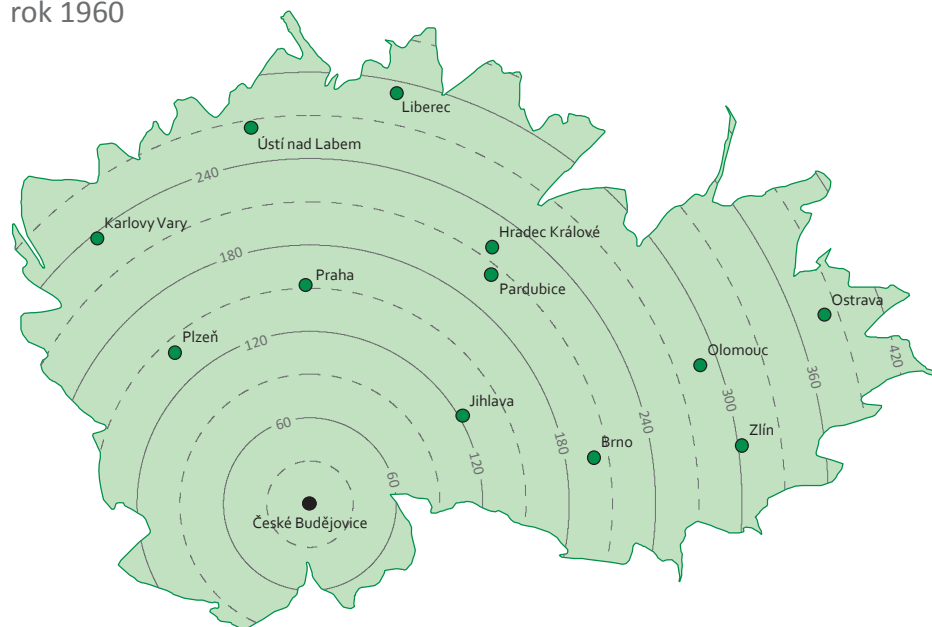 rok 1960
Liberec
Ústí nad Labem
240
Karlovy Vary
Hradec Králové
180
Praha
Pardubice
Ostrava
Plzeň
120
Olomouc
420
360
Jihlava
300
60
240
Zlín
180
Brno
120
60
České Budějovice